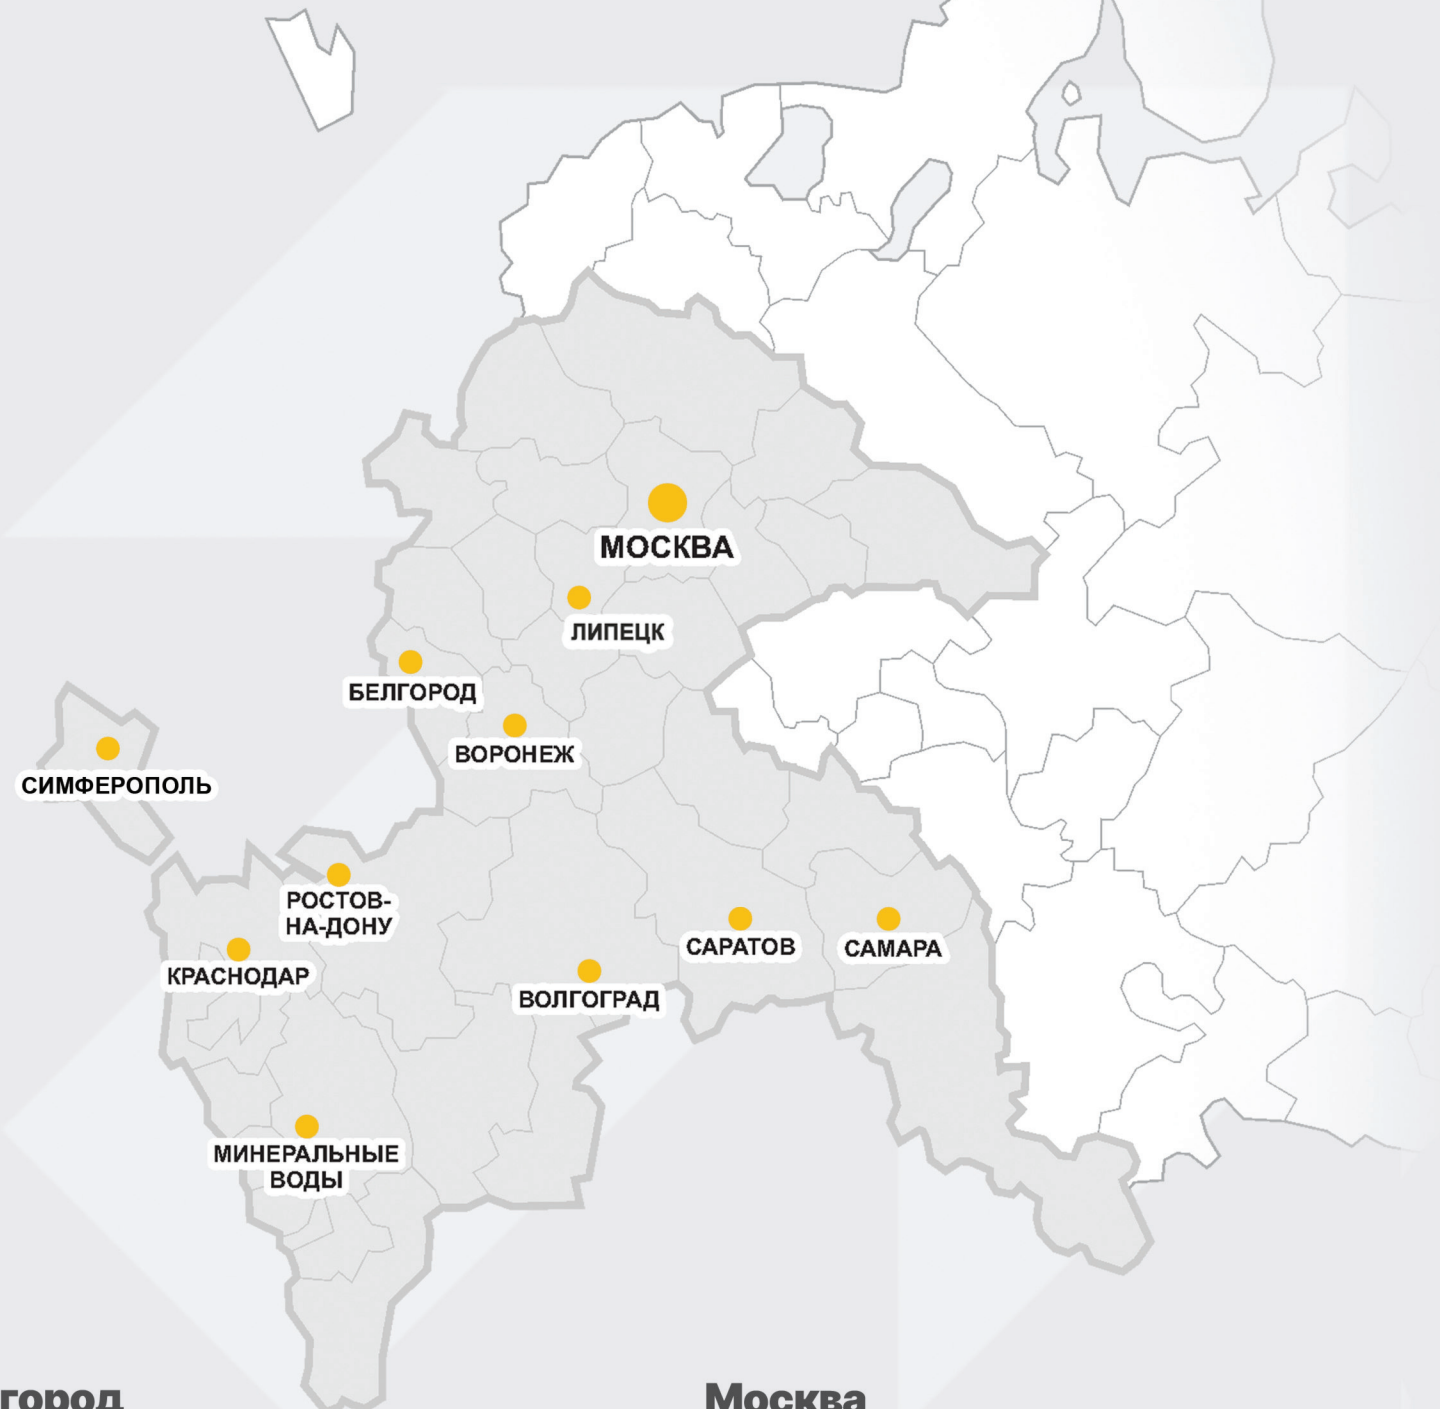 МОСКВА
ЛИПЕЦК
БЕЛГОРОД
ВОРОНЕЖ
СИМФЕРОПОЛЬ
РОСТОВ-
НА-ДОНУ
САРАТОВ
САМАРА
КРАСНОДАР
ВОЛГОГРАД
МИНЕРАЛЬНЫЕ
ВОДЫ
город
Москва